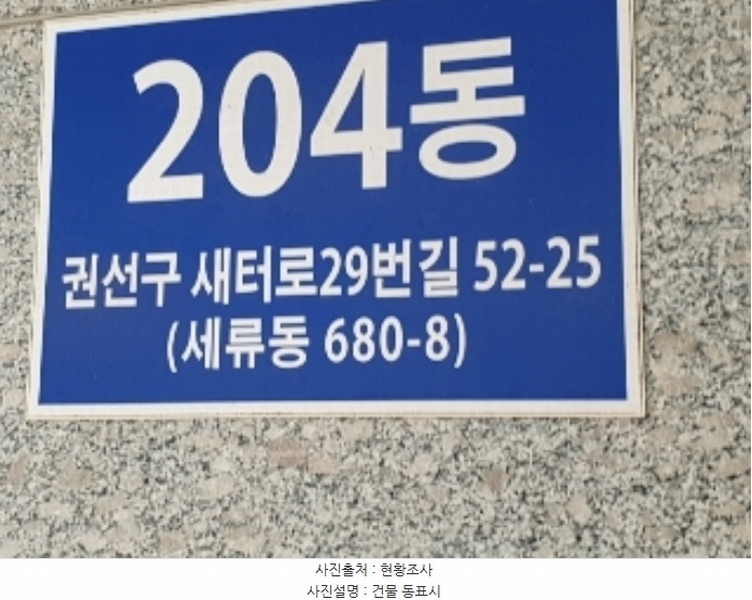 204동
권선구 새터로29번길 52-25
(세류동 680-8)
사진출처 : 현황조사
사진설명 : 건물 동표시